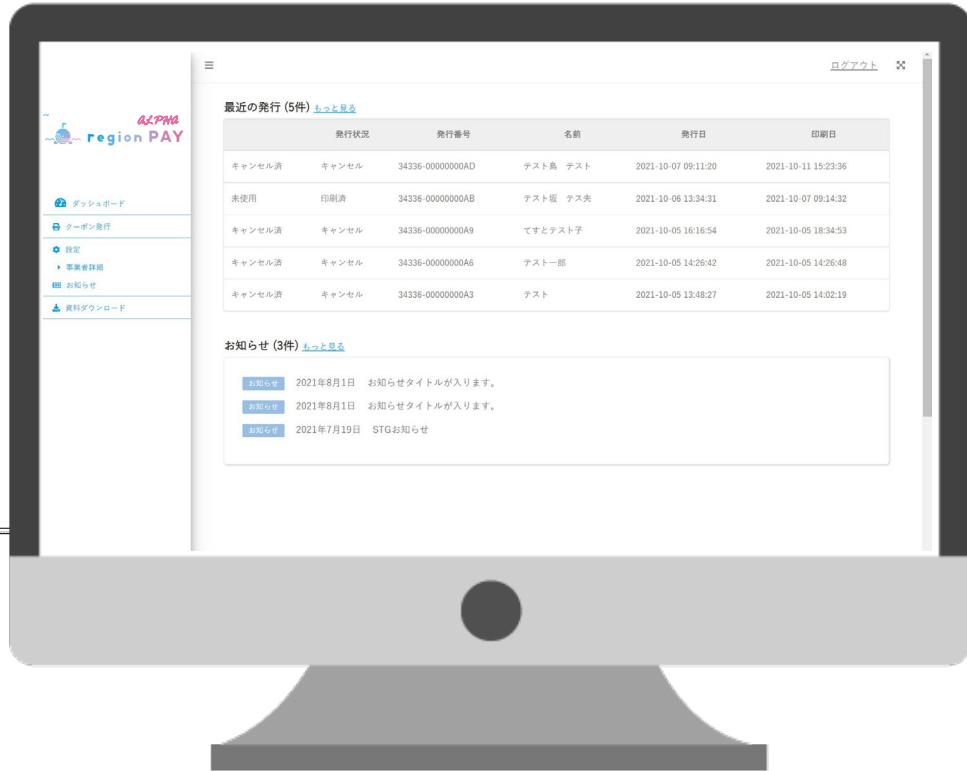 ログアウト
ALPHA
region PAY
ダッシュボード
クーポン発行
設定
事業者詳細
お知らせ
資料ダウンロード
最近の発行 (5件) もっと見る
発行状況 発行番号 名前 発行日 印刷日
キャンセル済 キャンセル 34336-00000000AD テスト島 テスト 2021-10-07 09:11:20 2021-10-11 15:23:36
未使用 印刷済 34336-00000000AB テスト坂 テス夫 2021-10-06 13:34:31 2021-10-07 09:14:32
キャンセル済 キャンセル 34336-00000000A9 てすとテスト子 2021-10-05 16:16:54 2021-10-05 18:34:53
キャンセル済 キャンセル 34336-00000000A6 テスト一郎 2021-10-05 14:26:42 2021-10-05 14:26:48
キャンセル済 キャンセル 34336-00000000A3 テスト 2021-10-05 13:48:27 2021-10-05 14:02:19
お知らせ (3件) もっと見る
お知らせ 2021年8月1日 お知らせタイトルが入ります。
お知らせ 2021年8月1日 お知らせタイトルが入ります。
お知らせ 2021年7月19日 STGお知らせ